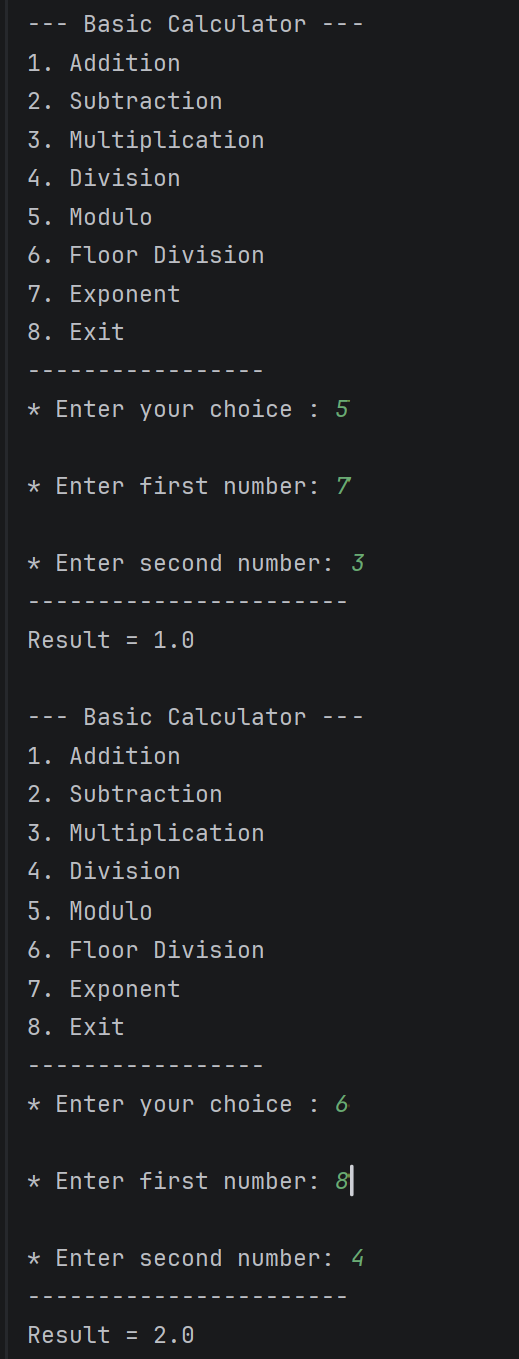 --- Basic Calculator ---
1. Addition
2. Subtraction
3. Multiplication
4. Division
5. Modulo
6. Floor Division
7. Exponent
8. Exit
-----------------
* Enter your choice : 5
* Enter first number: 7
* Enter second number: 3
-----------------------
Result = 1.0
--- Basic Calculator ---
1. Addition
2. Subtraction
3. Multiplication
4. Division
5. Modulo
6. Floor Division
7. Exponent
8. Exit
-----------------
* Enter your choice : 6
* Enter first number: 8
* Enter second number: 4
-----------------------
Result = 2.0